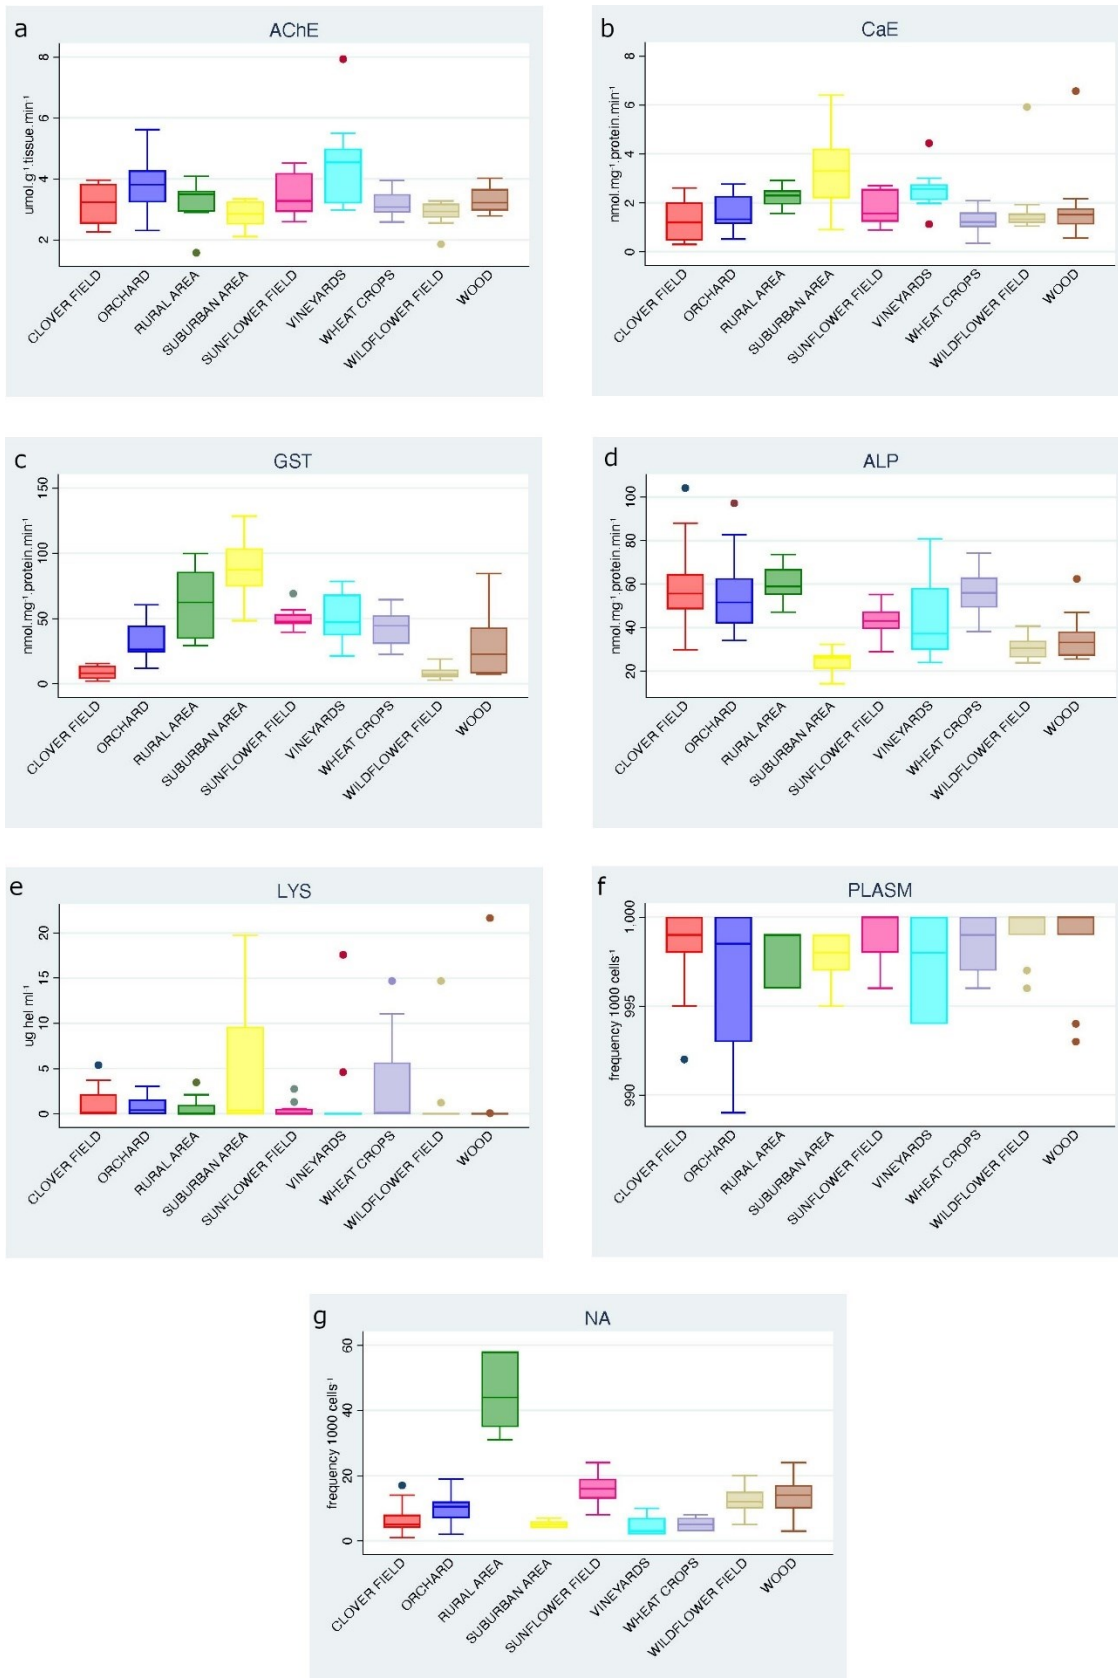 a AChE
umol.g⁻¹.tissue.min⁻¹
8
6
4
2
CLOVER FIELD
ORCHARD
RURAL AREA
SUBURBAN AREA
SUNFLOWER FIELD
VINEYARDS
WHEAT CROPS
WILDFLOWER FIELD
WOOD
b CaE
nmol.mg⁻¹.protein.min⁻¹
8
6
4
2
0
CLOVER FIELD
ORCHARD
RURAL AREA
SUBURBAN AREA
SUNFLOWER FIELD
VINEYARDS
WHEAT CROPS
WILDFLOWER FIELD
WOOD
c GST
nmol.mg⁻¹.protein.min⁻¹
150
100
50
0
CLOVER FIELD
ORCHARD
RURAL AREA
SUBURBAN AREA
SUNFLOWER FIELD
VINEYARDS
WHEAT CROPS
WILDFLOWER FIELD
WOOD
d ALP
nmol.mg⁻¹.protein.min⁻¹
100
80
60
40
20
CLOVER FIELD
ORCHARD
RURAL AREA
SUBURBAN AREA
SUNFLOWER FIELD
VINEYARDS
WHEAT CROPS
WILDFLOWER FIELD
WOOD
e LYS
ug hel ml⁻¹
20
15
10
5
0
CLOVER FIELD
ORCHARD
RURAL AREA
SUBURBAN AREA
SUNFLOWER FIELD
VINEYARDS
WHEAT CROPS
WILDFLOWER FIELD
WOOD
f PLASM
frequency 1000 cells⁻¹
1.000
995
990
CLOVER FIELD
ORCHARD
RURAL AREA
SUBURBAN AREA
SUNFLOWER FIELD
VINEYARDS
WHEAT CROPS
WILDFLOWER FIELD
WOOD
g NA
frequency 1000 cells⁻¹
60
40
20
0
CLOVER FIELD
ORCHARD
RURAL AREA
SUBURBAN AREA
SUNFLOWER FIELD
VINEYARDS
WHEAT CROPS
WILDFLOWER FIELD
WOOD